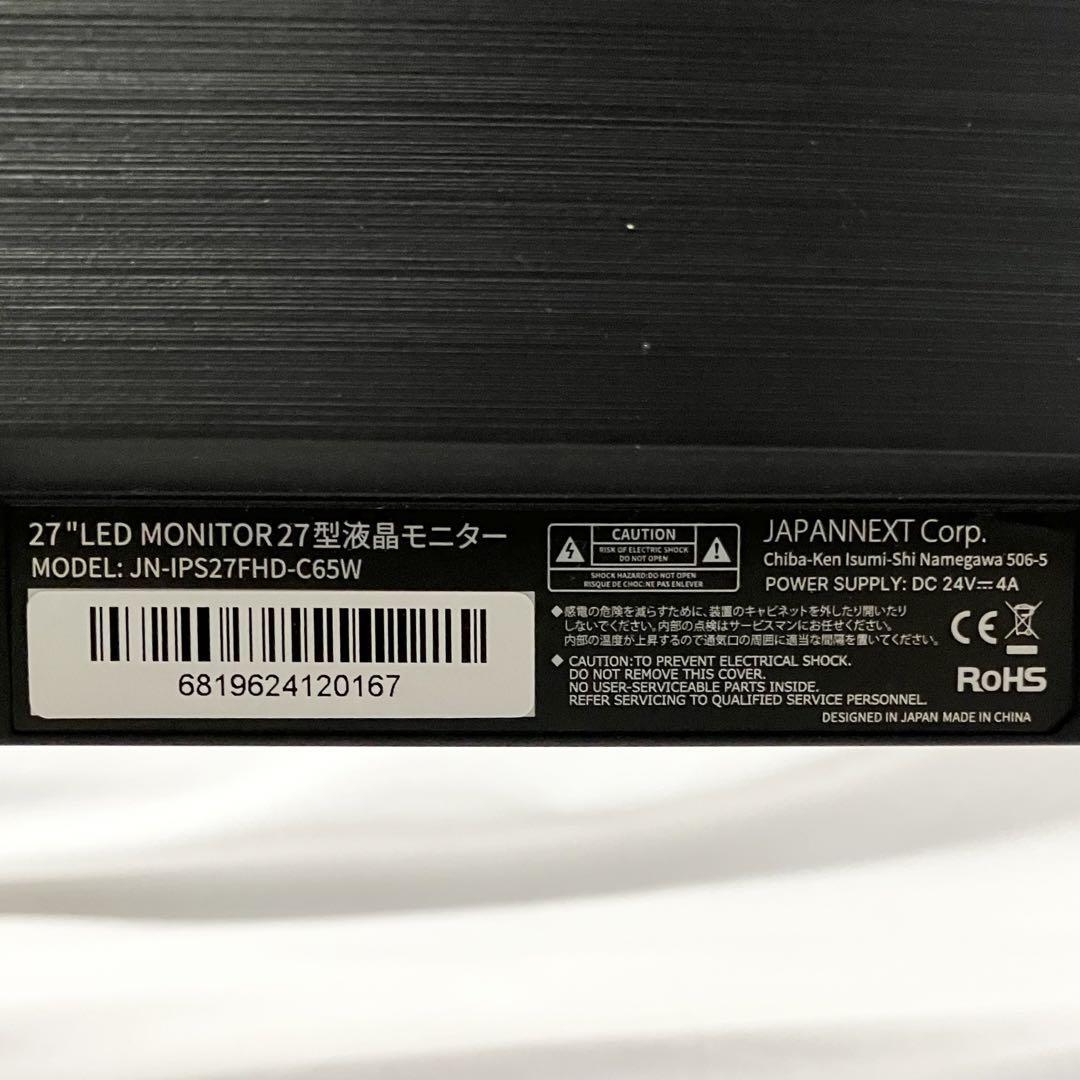 27"LED MONITOR 27型液晶モニター
MODEL: JN-IPS27FHD-C65W
6819624120167
CAUTION
RISK OF ELECTRIC SHOCK
DO NOT OPEN
SHOCK HAZARD:DO NOT OPEN
RISQUE DE CHOC:NE PAS ENLEVER
JAPANNEXT Corp.
Chiba-Ken Isumi-Shi Namegawa 506-5
POWER SUPPLY: DC 24V⎓4A
◆感電の危険を減らすために、装置のキャビネットを外したり開いたり
しないでください。内部の点検はサービスマンにお任せください。
内部の温度が上昇するので通気口の周囲に適当な間隔を置いてください。
◆ CAUTION:TO PREVENT ELECTRICAL SHOCK.
DO NOT REMOVE THIS COVER.
NO USER-SERVICEABLE PARTS INSIDE.
REFER SERVICING TO QUALIFIED SERVICE PERSONNEL.
CE
RoHS
DESIGNED IN JAPAN MADE IN CHINA